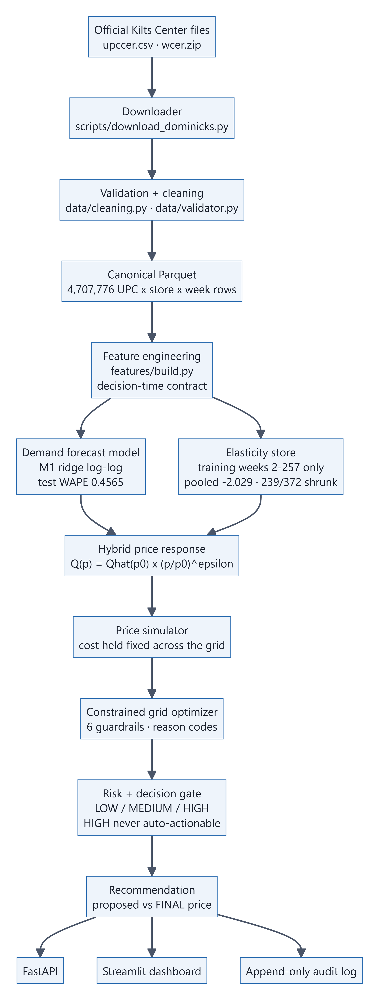 Official Kilts Center files
upccer.csv · wcer.zip
Downloader
scripts/download_dominicks.py
Validation + cleaning
data/cleaning.py · data/validator.py
Canonical Parquet
4,707,776 UPC x store x week rows
Feature engineering
features/build.py
decision-time contract
Demand forecast model
M1 ridge log-log
test WAPE 0.4565
Elasticity store
training weeks 2-257 only
pooled -2.029 · 239/372 shrunk
Hybrid price response
Q(p) = Qhat(p0) x (p/p0)^epsilon
Price simulator
cost held fixed across the grid
Constrained grid optimizer
6 guardrails · reason codes
Risk + decision gate
LOW / MEDIUM / HIGH
HIGH never auto-actionable
Recommendation
proposed vs FINAL price
FastAPI
Streamlit dashboard
Append-only audit log